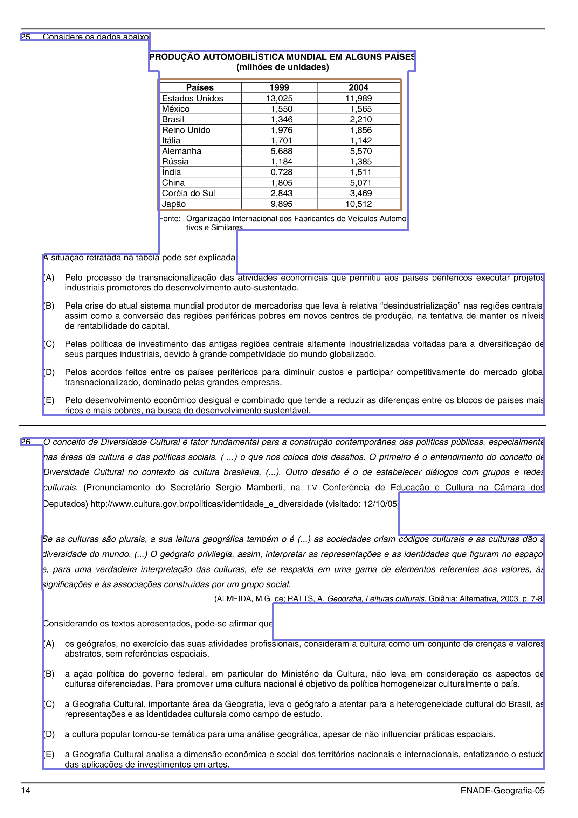 25. Considere os dados abaixo
PRODUÇÃO AUTOMOBILÍSTICA MUNDIAL EM ALGUNS PAÍSES
(milhões de unidades)
Países 1999 2004
Estados Unidos 13,025 11,989
México 1,550 1,565
Brasil 1,346 2,210
Reino Unido 1,976 1,856
Itália 1,701 1,142
Alemanha 5,688 5,570
Rússia 1,184 1,385
Índia 0,728 1,511
China 1,805 5,071
Coréia do Sul 2,843 3,469
Japão 9,895 10,512
Fonte: Organização Internacional dos Fabricantes de Veículos Automo
tivos e Similares
A situação retratada na tabela pode ser explicada
(A) Pelo processo de transnacionalização das atividades econômicas que permitiu aos países periféricos executar projetos
industriais promotores do desenvolvimento auto-sustentado.
(B) Pela crise do atual sistema mundial produtor de mercadorias que leva à relativa “desindustrialização” nas regiões centrais
assim como a conversão das regiões periféricas pobres em novos centros de produção, na tentativa de manter os níveis
de rentabilidade do capital.
(C) Pelas políticas de investimento das antigas regiões centrais altamente industrializadas voltadas para a diversificação de
seus parques industriais, devido à grande competividade do mundo globalizado.
(D) Pelos acordos feitos entre os países periféricos para diminuir custos e participar competitivamente do mercado global
transnacionalizado, dominado pelas grandes empresas.
(E) Pelo desenvolvimento econômico desigual e combinado que tende a reduzir as diferenças entre os blocos de países mais
ricos e mais pobres, na busca do desenvolvimento sustentável.
26. O conceito de Diversidade Cultural é fator fundamental para a construção contemporânea das políticas públicas, especialmente
nas áreas da cultura e das políticas sociais. ( ...) o que nos coloca dois desafios. O primeiro é o entendimento do conceito de
Diversidade Cultural no contexto da cultura brasileira. (...). Outro desafio é o de estabelecer diálogos com grupos e redes
culturais. (Pronunciamento do Secretário Sergio Mamberti, na IV Conferência de Educação e Cultura na Câmara dos
Deputados) http://www.cultura.gov.br/politicas/identidade_e_diversidade (visitado: 12/10/05
Se as culturas são plurais, a sua leitura geográfica também o é (...) as sociedades criam códigos culturais e as culturas dão a
diversidade do mundo. (...) O geógrafo privilegia, assim, interpretar as representações e as identidades que figuram no espaço
e, para uma verdadeira interpretação das culturas, ele se respalda em uma gama de elementos referentes aos valores, às
significações e às associações construídas por um grupo social.
(ALMEIDA, M.G. de; RATTS, A. Geografia, Leituras culturais. Goiânia: Alternativa, 2003, p. 7-8
Considerando os textos apresentados, pode-se afirmar que
(A) os geógrafos, no exercício das suas atividades profissionais, consideram a cultura como um conjunto de crenças e valores
abstratos, sem referências espaciais.
(B) a ação política do governo federal, em particular do Ministério da Cultura, não leva em consideração os aspectos de
culturas diferenciadas. Para promover uma cultura nacional é objetivo da política homogeneizar culturalmente o país.
(C) a Geografia Cultural, importante área da Geografia, leva o geógrafo a atentar para a heterogeneidade cultural do Brasil, as
representações e as identidades culturais como campo de estudo.
(D) a cultura popular tornou-se temática para uma análise geográfica, apesar de não influenciar práticas espaciais.
(E) a Geografia Cultural analisa a dimensão econômica e social dos territórios nacionais e internacionais, enfatizando o estudo
das aplicações de investimentos em artes.
14 ENADE-Geografia-05